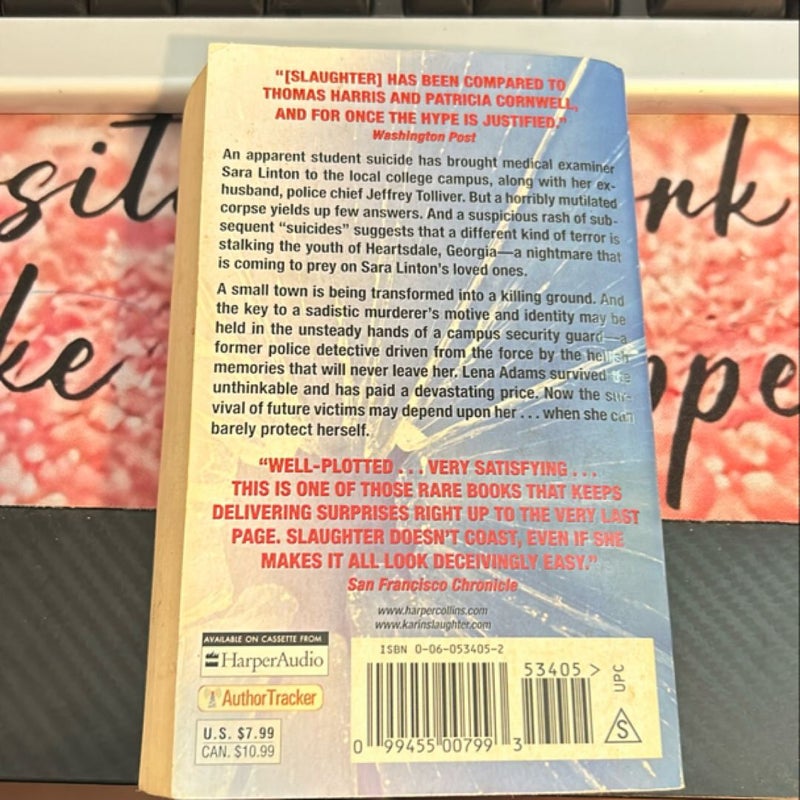 "[SLAUGHTER] HAS BEEN COMPARED TO
THOMAS HARRIS AND PATRICIA CORNWELL,
AND FOR ONCE THE HYPE IS JUSTIFIED."
Washington Post
An apparent student suicide has brought medical examiner
Sara Linton to the local college campus, along with her ex-
husband, police chief Jeffrey Tolliver. But a horribly mutilated
corpse yields up few answers. And a suspicious rash of sub-
sequent "suicides" suggests that a different kind of terror is
stalking the youth of Heartsdale, Georgia—a nightmare that
is coming to prey on Sara Linton's loved ones.
A small town is being transformed into a killing ground. And
the key to a sadistic murderer's motive and identity may be
held in the unsteady hands of a campus security guard—a
former police detective driven from the force by the hellish
memories that will never leave her. Lena Adams survived the
unthinkable and has paid a devastating price. Now the sur-
vival of future victims may depend upon her . . . when she can
barely protect herself.
"WELL-PLOTTED . . . VERY SATISFYING . . .
THIS IS ONE OF THOSE RARE BOOKS THAT KEEPS
DELIVERING SURPRISES RIGHT UP TO THE VERY LAST
PAGE. SLAUGHTER DOESN'T COAST, EVEN IF SHE
MAKES IT ALL LOOK DECEIVINGLY EASY."
San Francisco Chronicle
www.harpercollins.com
www.karinslaughter.com
AVAILABLE ON CASSETTE FROM
HarperAudio
AuthorTracker
U.S. $7.99
CAN. $10.99
ISBN 0-06-053405-2
53405 >
UPC
S
0 99455 00799 3